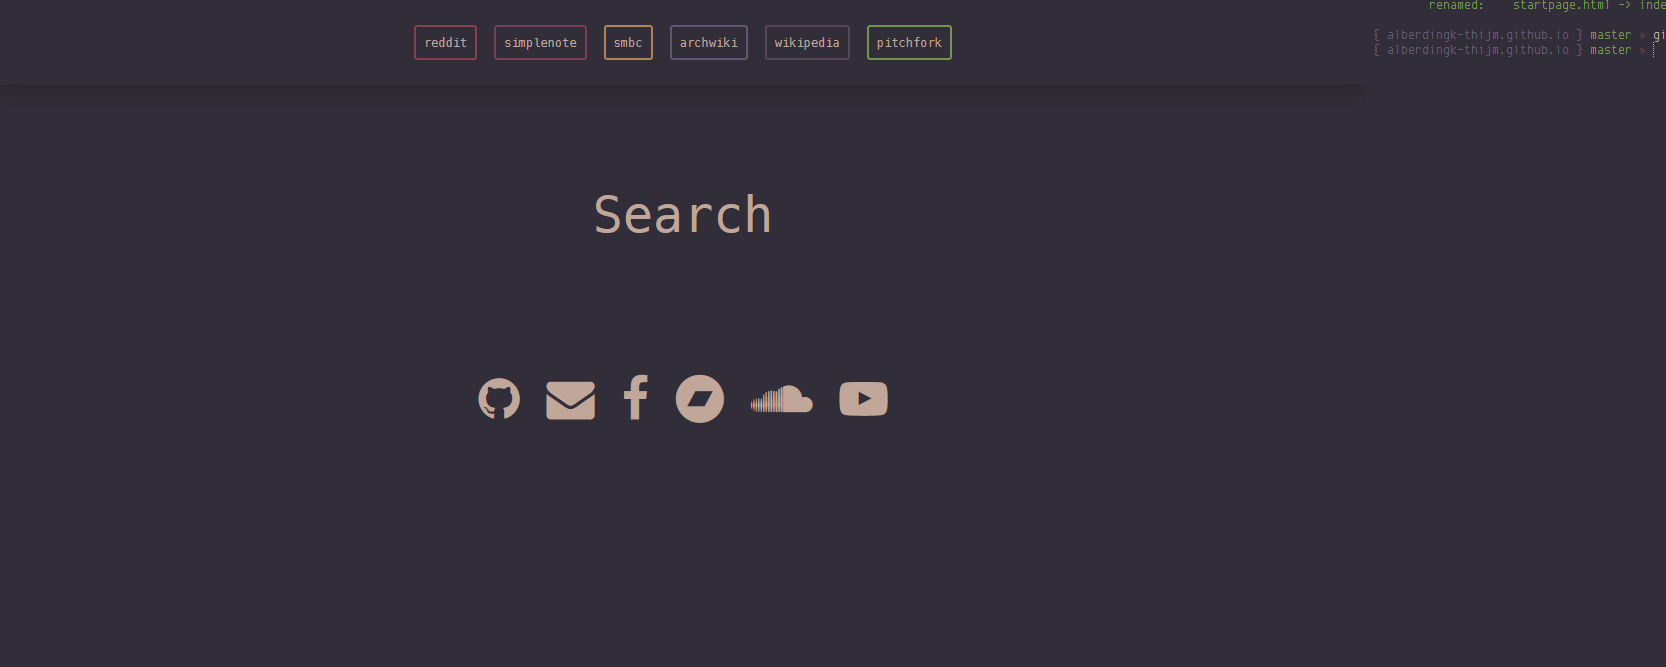 reddit simplenote smbc archwiki wikipedia pitchfork
Search
renamed: startpage.html -> inde
{ alberdingk-thijm.github.io } master » gi
{ alberdingk-thijm.github.io } master »